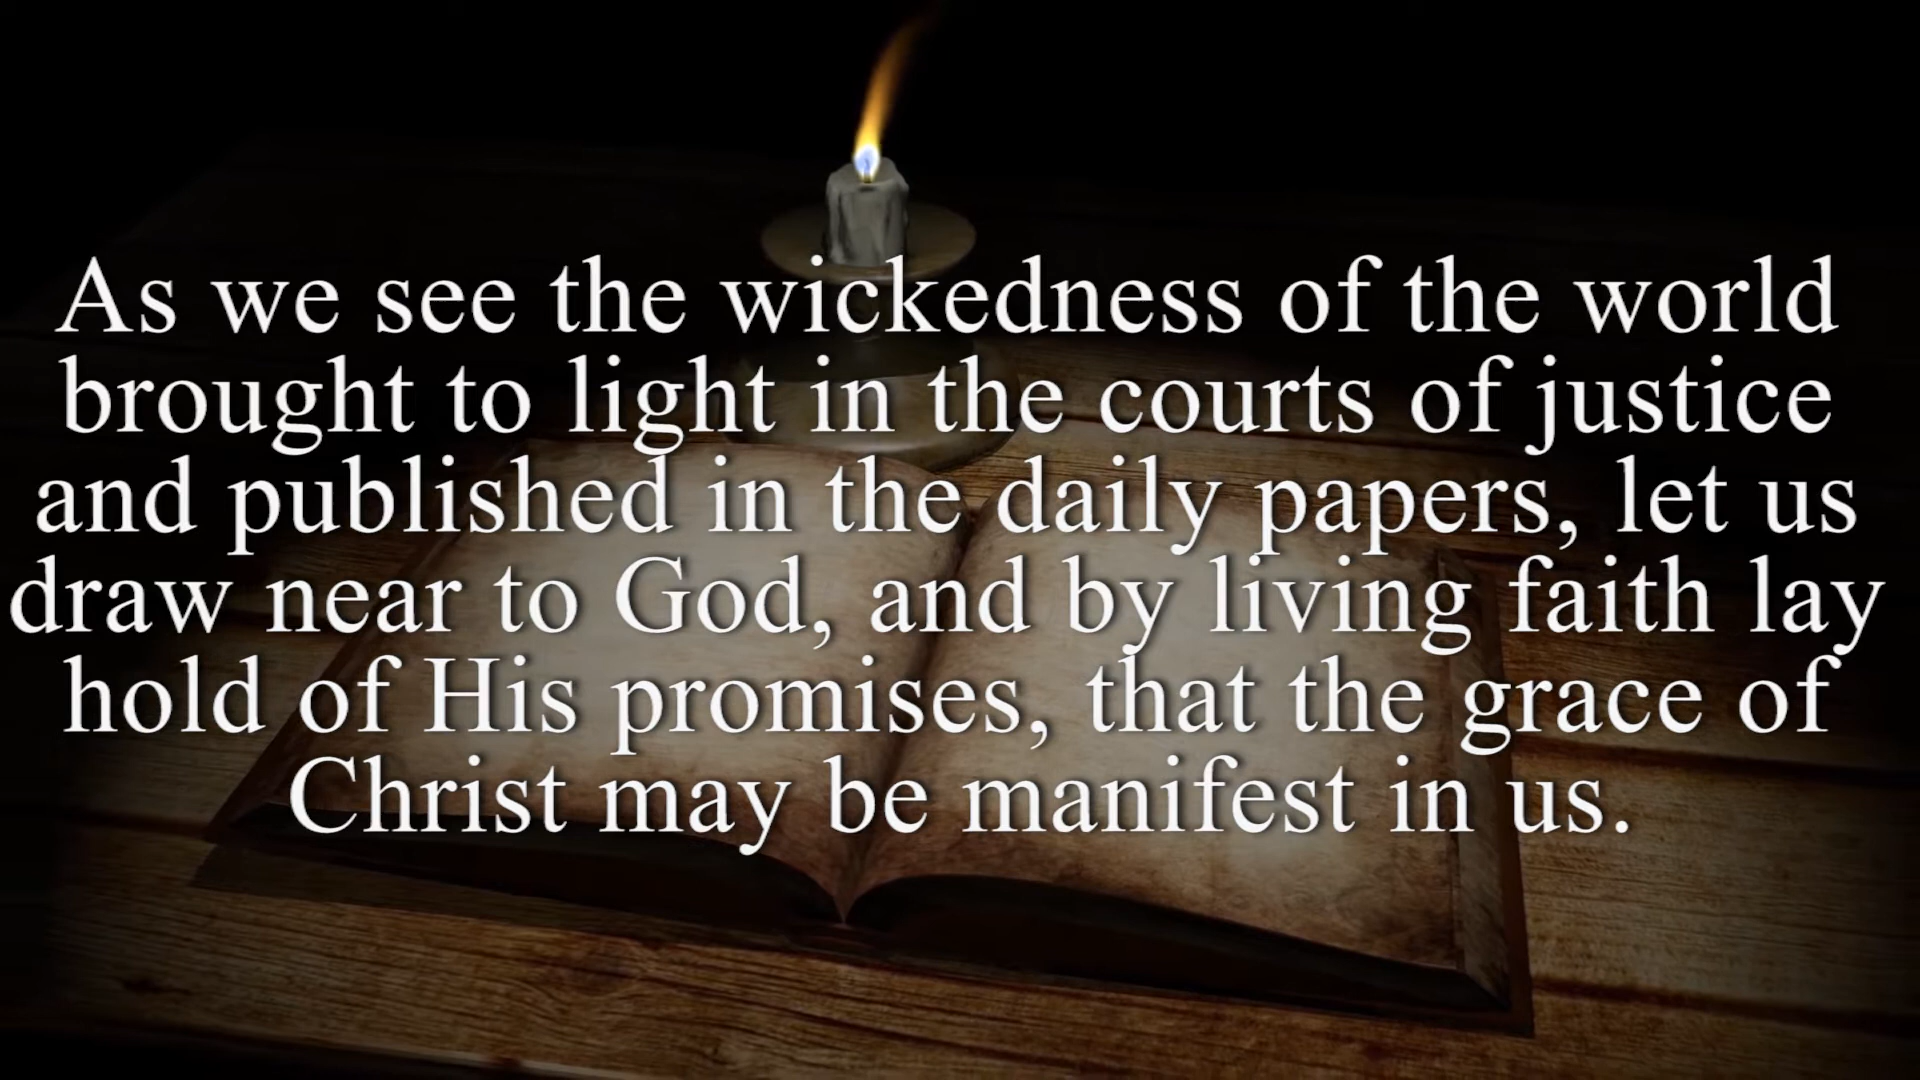 As we see the wickedness of the world
brought to light in the courts of justice
and published in the daily papers, let us
draw near to God, and by living faith lay
hold of His promises, that the grace of
Christ may be manifest in us.